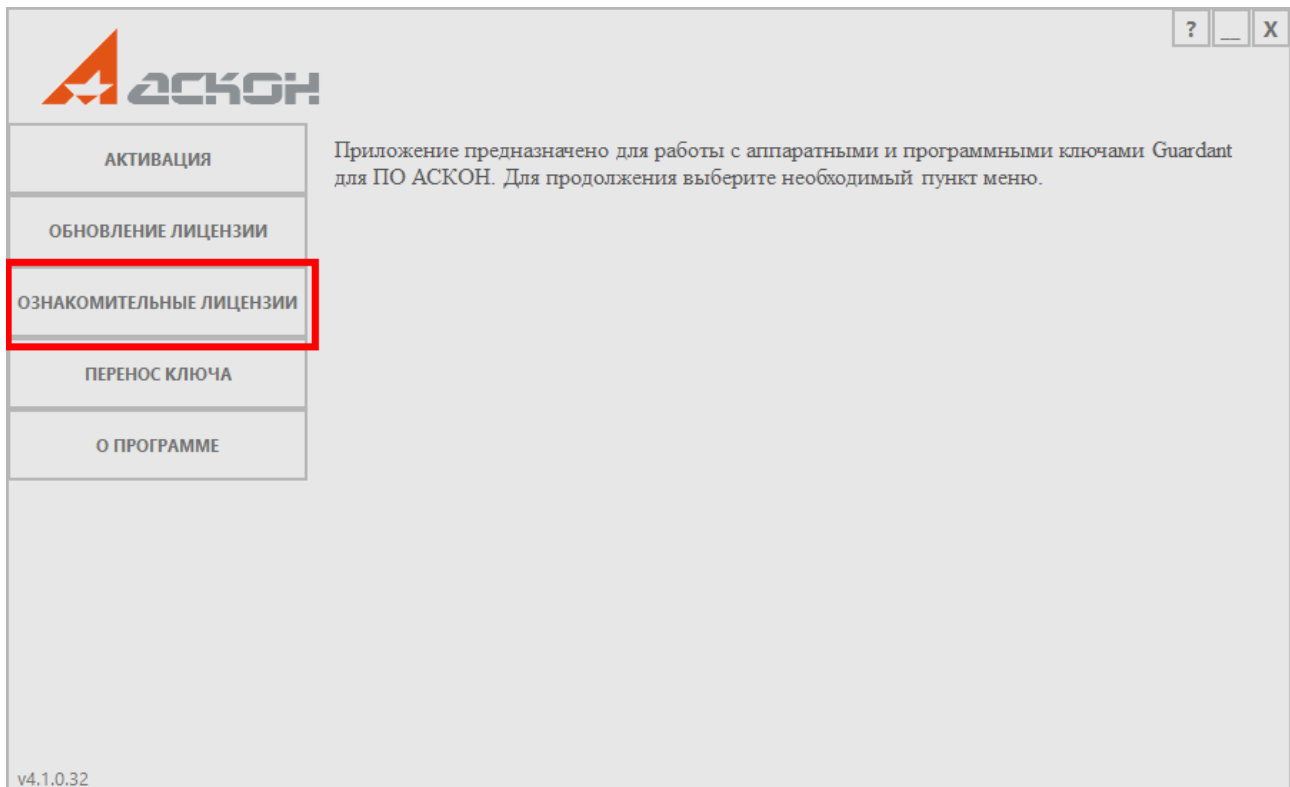 ? __ X
АСКОН
АКТИВАЦИЯ
Приложение предназначено для работы с аппаратными и программными ключами Guardant
для ПО АСКОН. Для продолжения выберите необходимый пункт меню.
ОБНОВЛЕНИЕ ЛИЦЕНЗИИ
ОЗНАКОМИТЕЛЬНЫЕ ЛИЦЕНЗИИ
ПЕРЕНОС КЛЮЧА
О ПРОГРАММЕ
v4.1.0.32